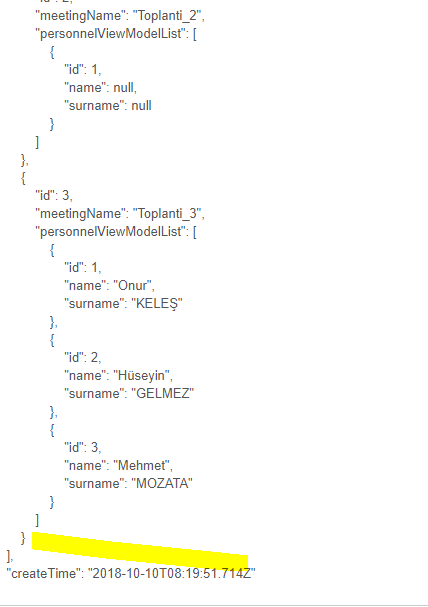 "id": 2,
"meetingName": "Toplanti_2",
"personnelViewModelList": [
{
"id": 1,
"name": null,
"surname": null
}
]
},
{
"id": 3,
"meetingName": "Toplanti_3",
"personnelViewModelList": [
{
"id": 1,
"name": "Onur",
"surname": "KELEŞ"
},
{
"id": 2,
"name": "Hüseyin",
"surname": "GELMEZ"
},
{
"id": 3,
"name": "Mehmet",
"surname": "MOZATA"
}
]
}
],
"createTime": "2018-10-10T08:19:51.714Z"